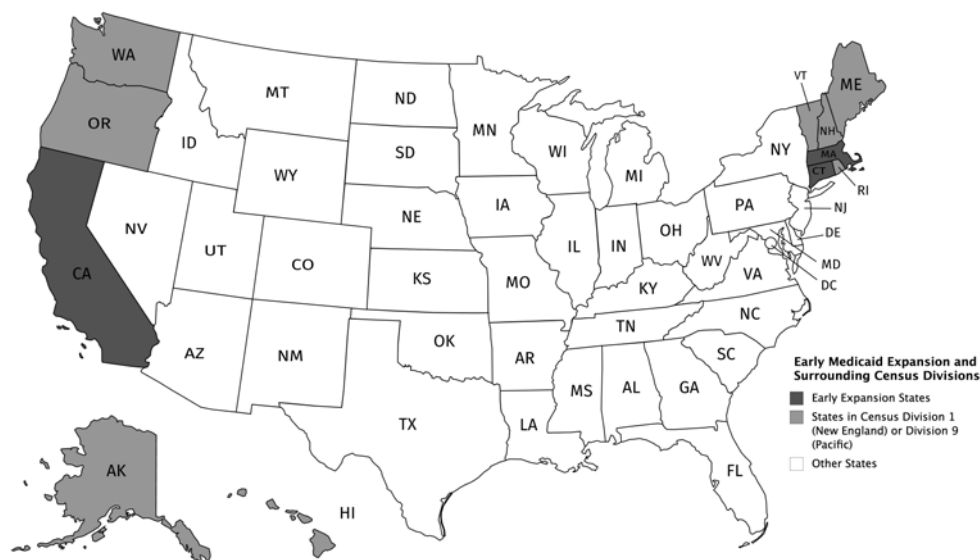 WA
OR
CA
ID
NV
MT
WY
UT
AZ
CO
NM
ND
SD
NE
KS
OK
TX
MN
IA
MO
AR
LA
WI
IL
MS
MI
IN
KY
TN
AL
OH
WV
VA
NC
SC
GA
FL
PA
NY
VT
NH
ME
MA
CT
RI
NJ
DE
MD
DC
AK
HI
Early Medicaid Expansion and
Surrounding Census Divisions
Early Expansion States
States in Census Division 1
(New England) or Division 9
(Pacific)
Other States